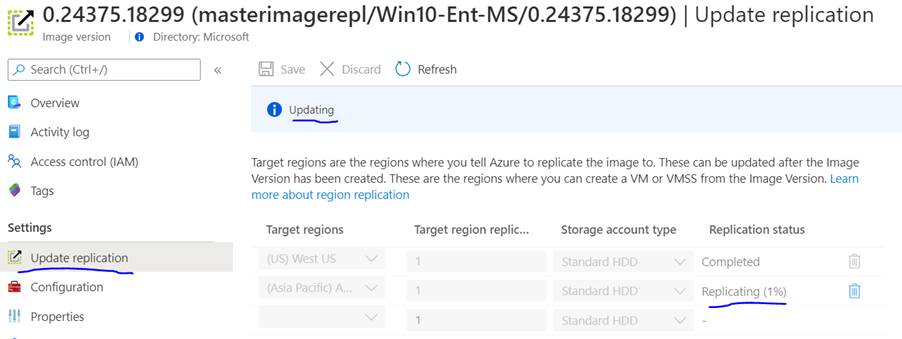 0.24375.18299 (masterimagerepl/Win10-Ent-MS/0.24375.18299) | Update replication
Image version Directory: Microsoft
Search (Ctrl+/) «
Save Discard Refresh
Overview
Activity log
Access control (IAM)
Tags
Settings
Update replication
Configuration
Properties
Updating
Target regions are the regions where you tell Azure to replicate the image to. These can be updated after the Image
Version has been created. These are the regions where you can create a VM or VMSS from the Image Version. Learn
more about region replication
Target regions Target region replic... Storage account type Replication status
(US) West US 1 Standard HDD Completed
(Asia Pacific) A... 1 Standard HDD Replicating (1%)
1 Standard HDD -